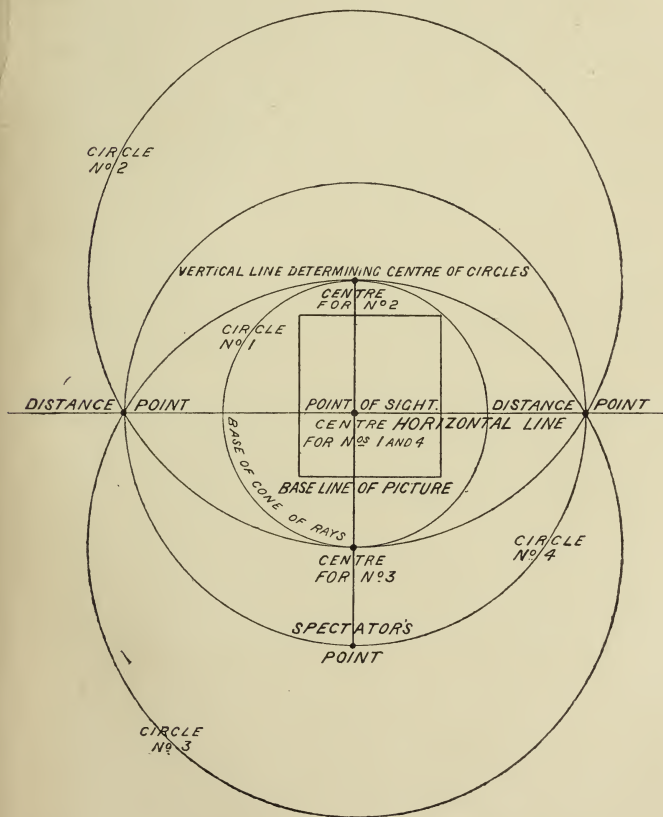 CIRCLE
Nº 2
VERTICAL LINE DETERMINING CENTRE OF CIRCLES
CENTRE
FOR Nº 2
CIRCLE
Nº 1
DISTANCE POINT
POINT OF SIGHT.
DISTANCE POINT
CENTRE HORIZONTAL LINE
FOR Nºs 1 AND 4
BASE OF CONE OF RAYS
BASE LINE OF PICTURE
CIRCLE
Nº 4
CENTRE
FOR Nº 3
SPECTATOR'S
POINT
CIRCLE
Nº 3